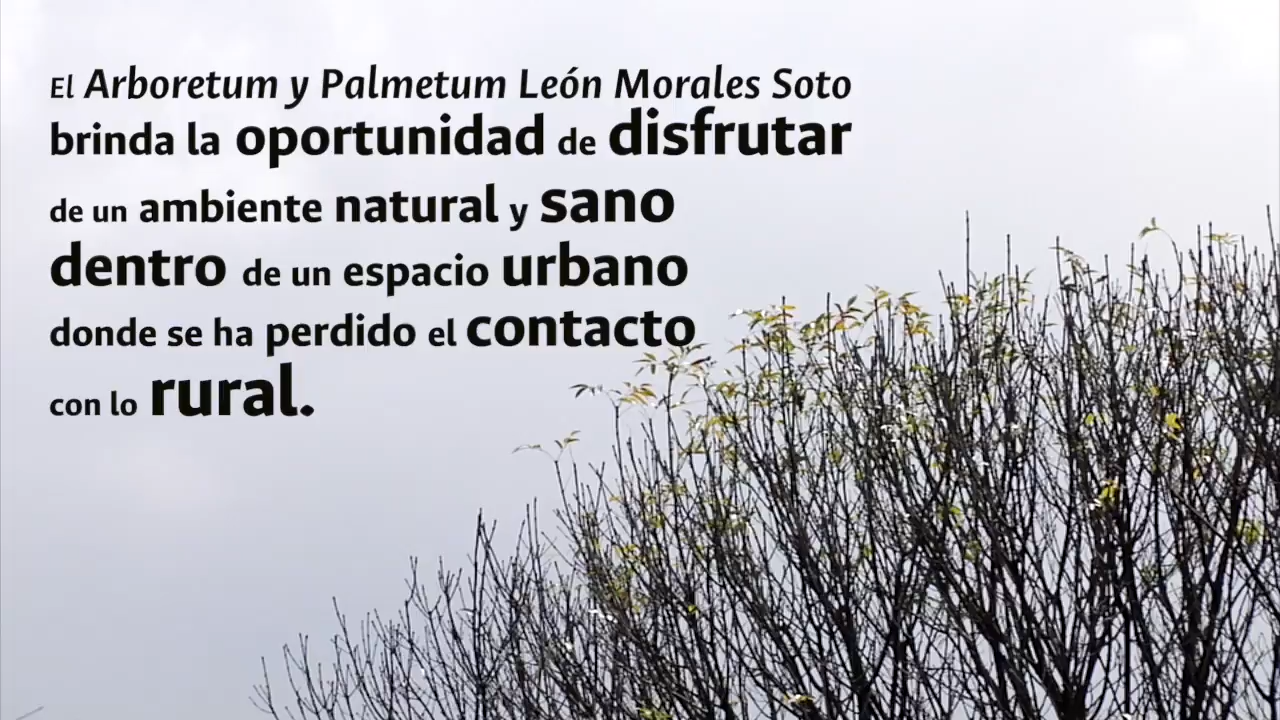 El Arboretum y Palmetum León Morales Soto
brinda la oportunidad de disfrutar
de un ambiente natural y sano
dentro de un espacio urbano
donde se ha perdido el contacto
con lo rural.